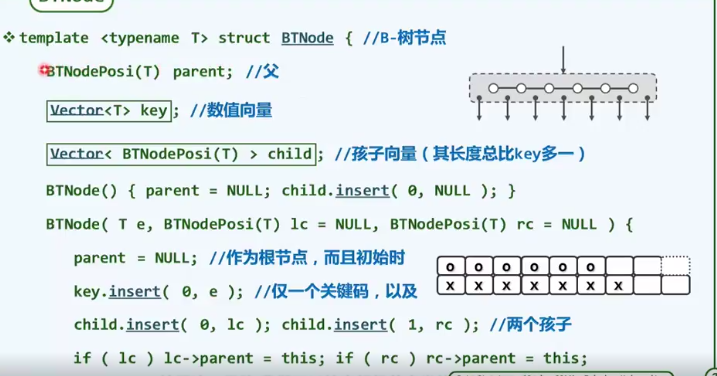 BTNode
❖ template <typename T> struct BTNode { //B-树节点
BTNodePosi(T) parent; //父
Vector<T> key; //数值向量
Vector< BTNodePosi(T) > child; //孩子向量（其长度总比key多一）
BTNode() { parent = NULL; child.insert( 0, NULL ); }
BTNode( T e, BTNodePosi(T) lc = NULL, BTNodePosi(T) rc = NULL ) {
parent = NULL; //作为根节点，而且初始时
o o o o o o
key.insert( 0, e ); //仅一个关键码，以及
x x x x x x x
child.insert( 0, lc ); child.insert( 1, rc ); //两个孩子
if ( lc ) lc->parent = this; if ( rc ) rc->parent = this;